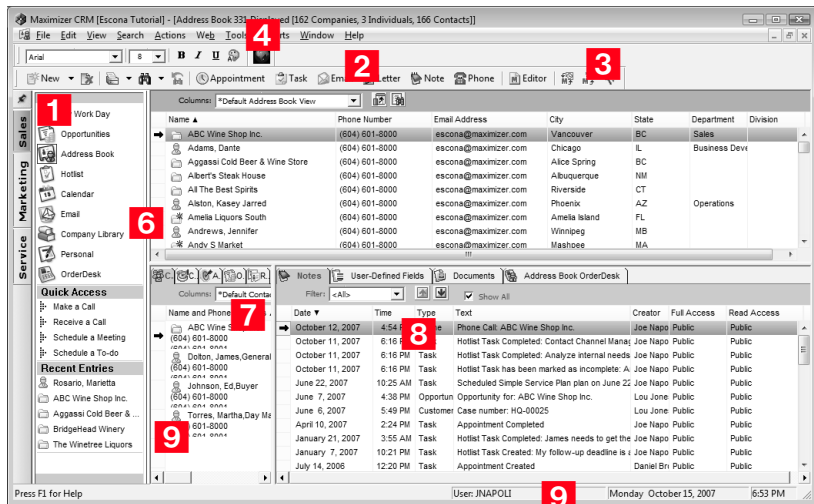 Maximizer CRM [Escona Tutorial] - [Address Book 331 Displayed [162 Companies, 3 Individuals, 166 Contacts]]
File Edit View Search Actions Web Tools rts Window Help
4
Arial 8 B I U
New Appointment Task Em 2 Letter Note Phone Editor 3
Columns: *Default Address Book View
1 Work Day
Opportunities
Address Book
Hotlist
Calendar
Email
6
Company Library
Personal
OrderDesk
Sales
Marketing
Service
Quick Access
Make a Call
Receive a Call
Schedule a Meeting
Schedule a To-do
Recent Entries
Rosario, Marietta
ABC Wine Shop Inc.
Aggassi Cold Beer & ...
BridgeHead Winery
The Winetree Liquors
Name Phone Number Email Address City State Department Division
ABC Wine Shop Inc. (604) 601-8000 escona@maximizer.com Vancouver BC Sales
Adams, Dante (604) 601-8000 escona@maximizer.com Chicago IL Business Deve
Aggassi Cold Beer & Wine Store (604) 601-8000 escona@maximizer.com Alice Spring BC
Albert's Steak House (604) 601-8000 escona@maximizer.com Albuquerque NM
All The Best Spirits (604) 601-8000 escona@maximizer.com Riverside CT
Alston, Kasey Jarred (604) 601-8000 escona@maximizer.com Phoenix AZ Operations
Amelia Liquors South (604) 601-8000 escona@maximizer.com Amelia Island FL
Andrews, Jennifer (604) 601-8000 escona@maximizer.com Winnipeg MB
Andy S Market (604) 601-8000 escona@maximizer.com Mashpee MA
C. C. A. O. R.
Columns: *Default Contac
7
Name and Phone
ABC Wine S
(604) 601-8000
Dolton, James,General
(604) 601-8000
Johnson, Ed,Buyer
(604) 601-8000
Torres, Martha,Day Ma
(604) 601-8000
9
Notes User-Defined Fields Documents Address Book OrderDesk
Filter: <All> Show All
Date Time Type Text Creator Full Access Read Access
8
October 12, 2007 4:54 P ne Phone Call: ABC Wine Shop Inc. Joe Napo Public Public
October 11, 2007 6:16 Task Hotlist Task Completed: Contact Channel Manag Joe Napo Public Public
October 11, 2007 6:16 PM Task Hotlist Task Completed: Analyze internal needs Joe Napo Public Public
October 11, 2007 6:16 PM Task Hotlist Task has been marked as incomplete: A Joe Napo Public Public
June 22, 2007 10:25 AM Task Scheduled Simple Service Plan plan on June 22 Joe Napo Public Public
June 7, 2007 4:38 PM Opportun Opportunity for: ABC Wine Shop Inc. Lou Jone Public Public
June 6, 2007 5:49 PM Customer Case number: HQ-00025 Lou Jone Public Public
April 10, 2007 2:24 PM Task Appointment Completed Joe Napo Public Public
January 21, 2007 3:55 AM Task Hotlist Task Completed: James needs to get the Joe Napo Public Public
January 7, 2007 10:21 PM Task Hotlist Task Created: My follow-up deadline is a Joe Napo Public Public
July 14, 2006 12:20 PM Task Appointment Created Daniel Br Public Public
Press F1 for Help User: JNAPOLI 9 Monday October 15, 2007 6:53 PM